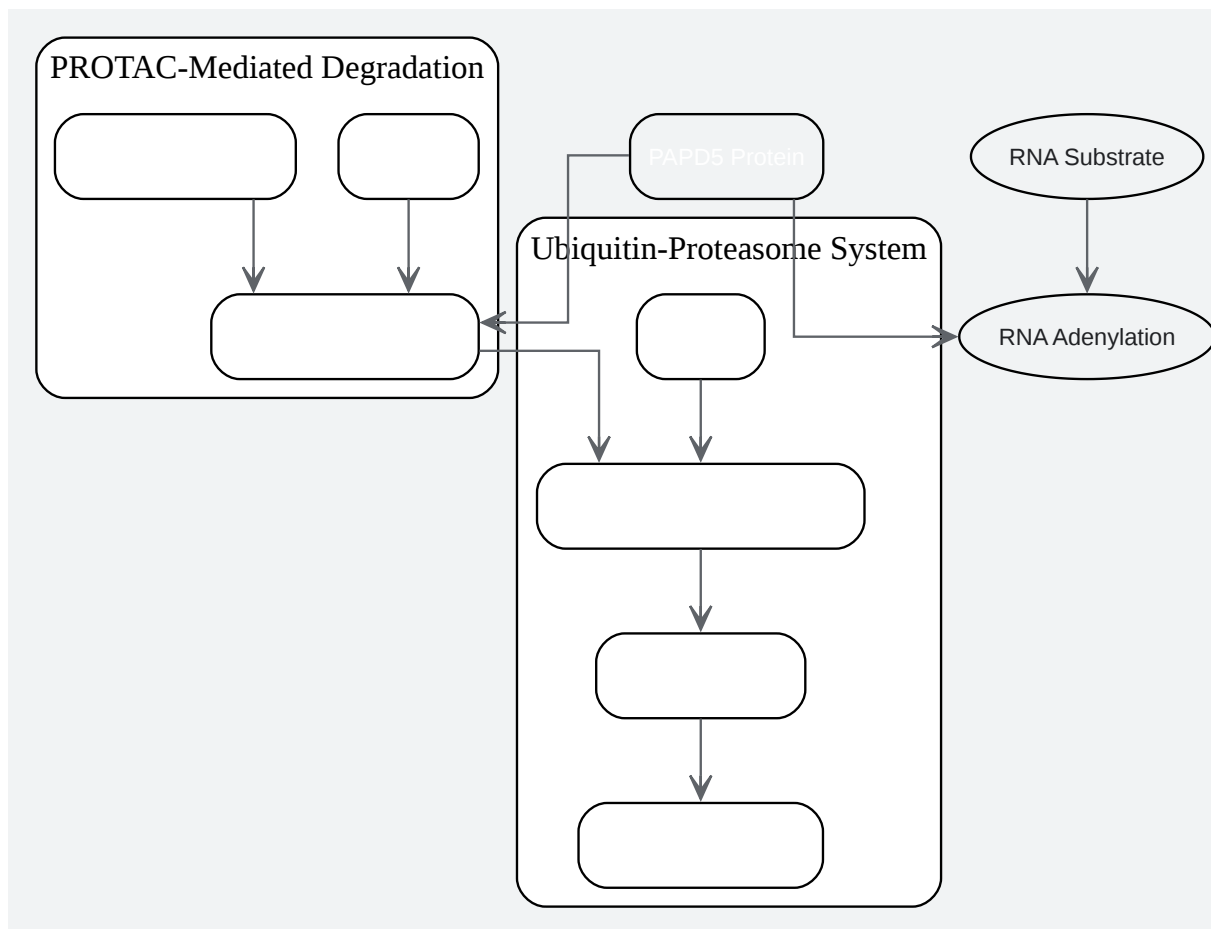 PROTAC-Mediated Degradation
PAPD5 Protein
RNA Substrate
Ubiquitin-Proteasome System
RNA Adenylation